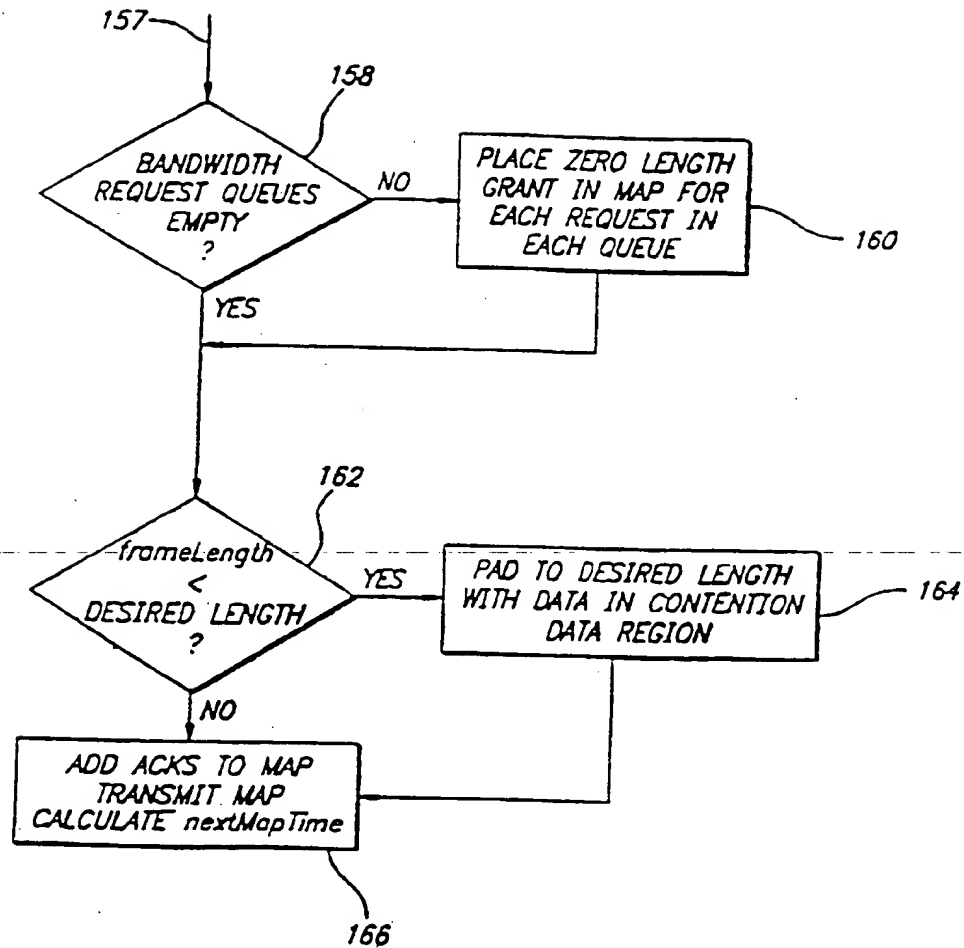 157
158
BANDWIDTH
REQUEST QUEUES
EMPTY
?
NO
PLACE ZERO LENGTH
GRANT IN MAP FOR
EACH REQUEST IN
EACH QUEUE
160
YES
162
frameLength
<
DESIRED LENGTH
?
YES
PAD TO DESIRED LENGTH
WITH DATA IN CONTENTION
DATA REGION
164
NO
ADD ACKS TO MAP
TRANSMIT MAP
CALCULATE nextMapTime
166